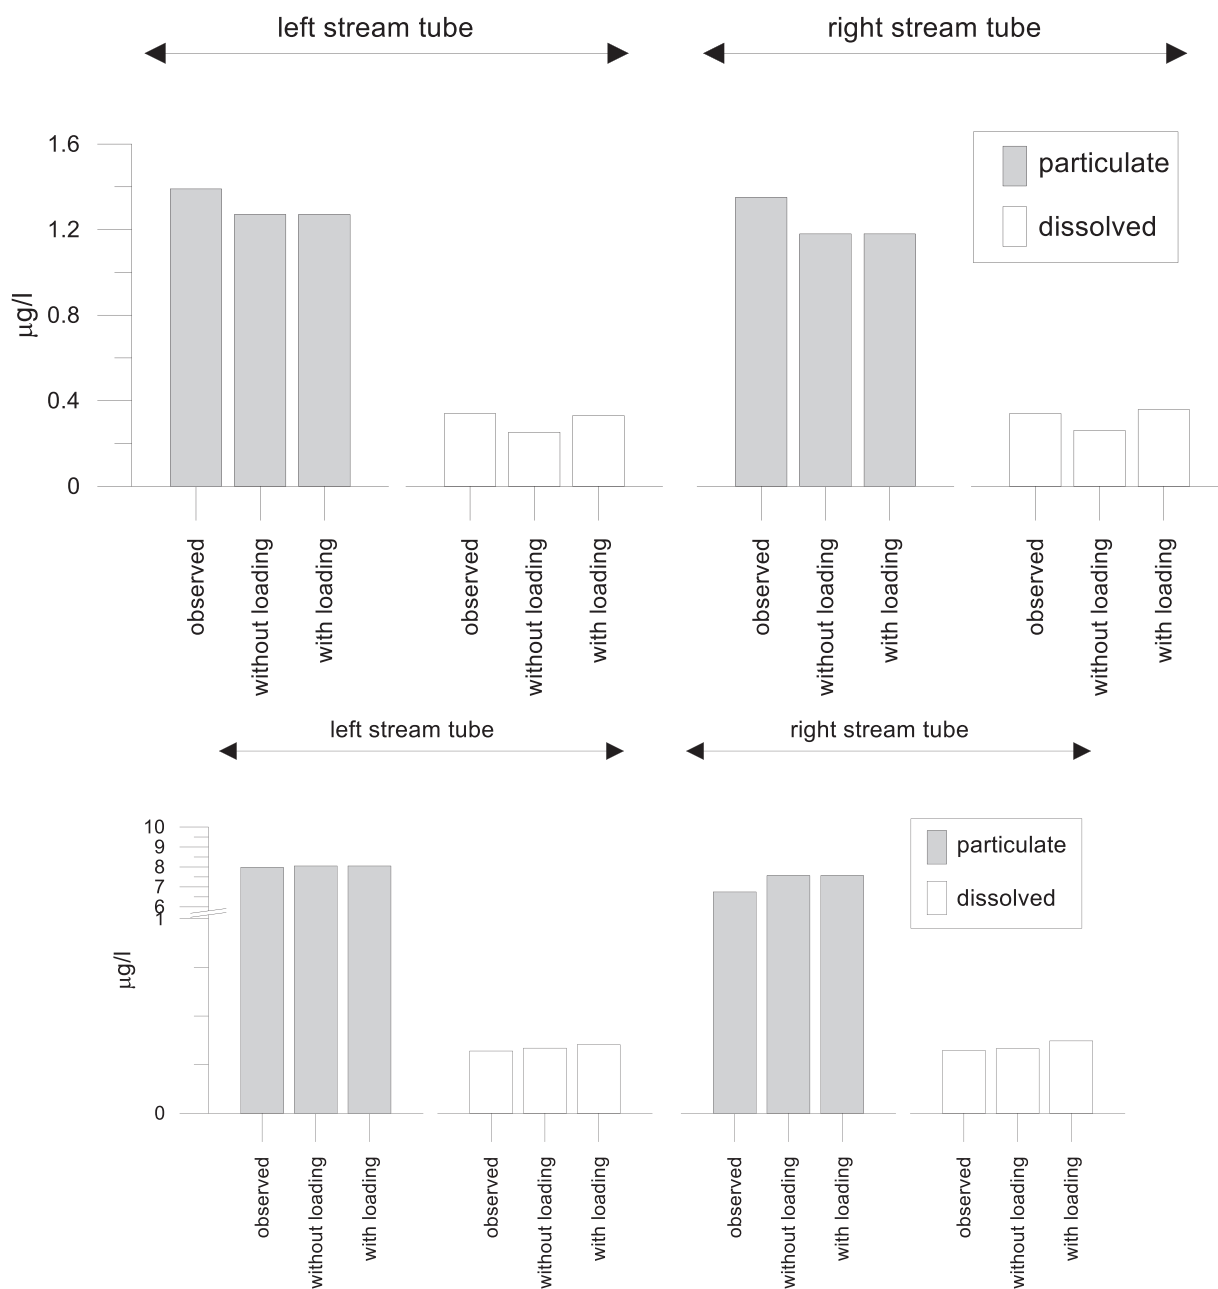 left stream tube
right stream tube
1.6
1.2
0.8
0.4
0
μg/l
particulate
dissolved
observed
without loading
with loading
observed
without loading
with loading
observed
without loading
with loading
observed
without loading
with loading
left stream tube
right stream tube
10
9
8
7
6
1
0
μg/l
particulate
dissolved
observed
without loading
with loading
observed
without loading
with loading
observed
without loading
with loading
observed
without loading
with loading